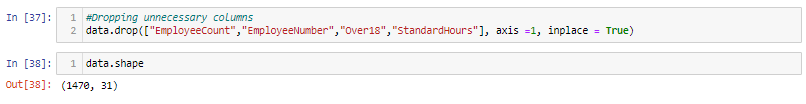 In [37]: 1 #Dropping unnecessary columns
2 data.drop(["EmployeeCount","EmployeeNumber","Over18","StandardHours"], axis =1, inplace = True)
In [38]: 1 data.shape
Out[38]: (1470, 31)